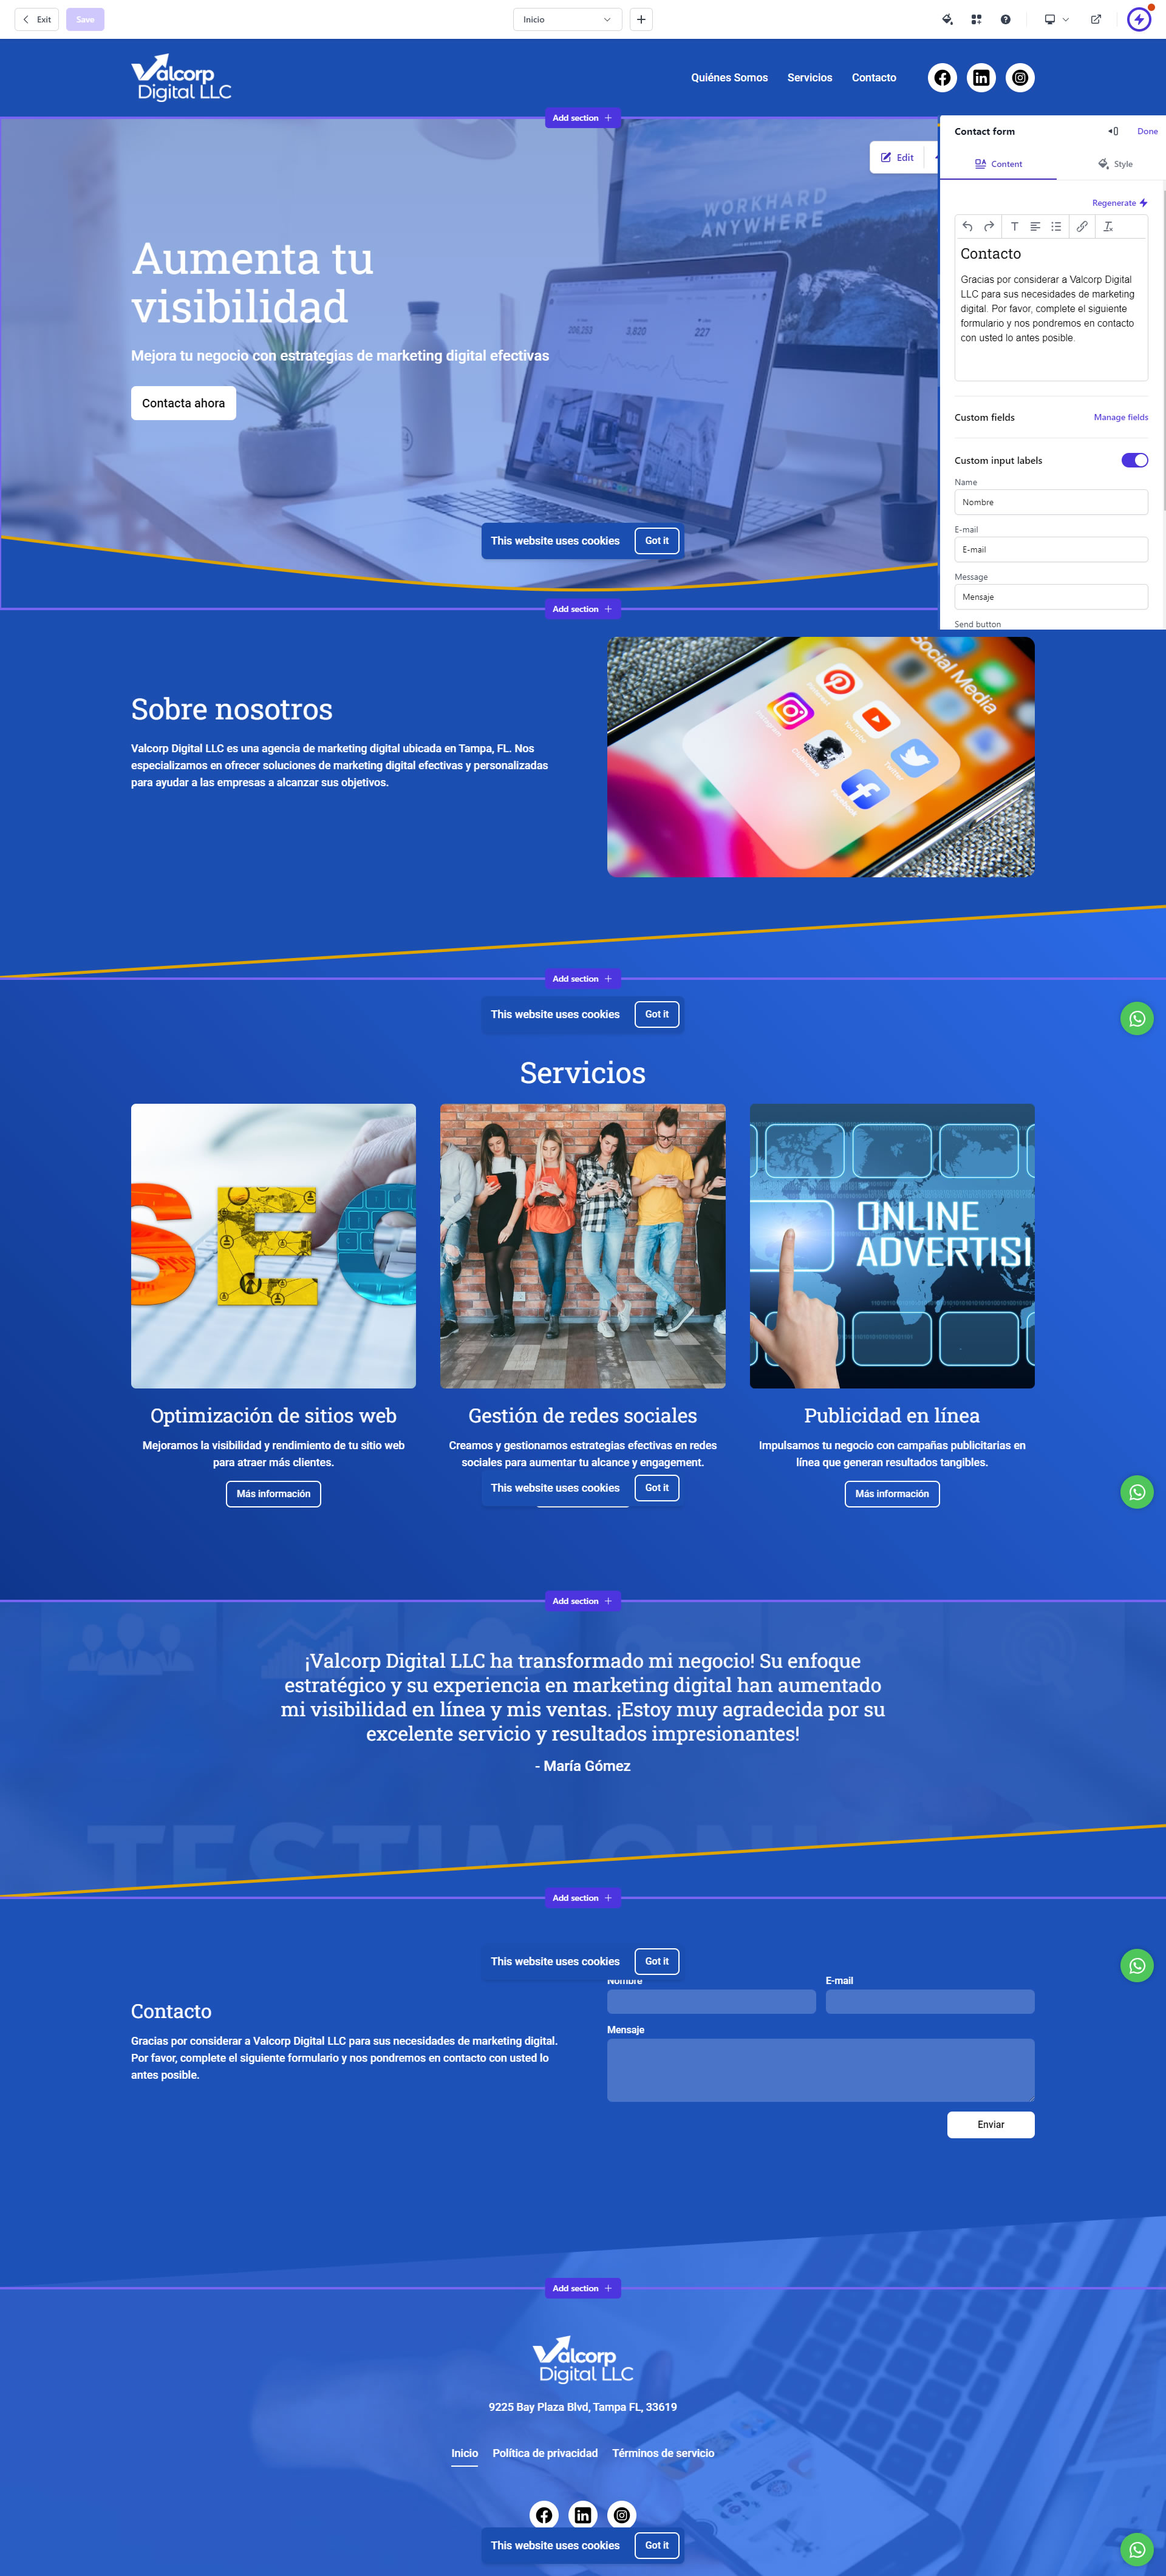 Exit
Save
Inicio
Valcorp
Digital LLC
Quiénes Somos
Servicios
Contacto
Add section
Edit
Contact form
Done
Content
Style
Regenerate
Contacto
Gracias por considerar a Valcorp Digital
LLC para sus necesidades de marketing
digital. Por favor, complete el siguiente
formulario y nos pondremos en contacto
con usted lo antes posible.
Custom fields
Manage fields
Custom input labels
Name
Nombre
E-mail
E-mail
Message
Mensaje
Send button
WORK HARD
ANYWHERE
Aumenta tu
visibilidad
Mejora tu negocio con estrategias de marketing digital efectivas
Contacta ahora
This website uses cookies
Got it
Add section
Sobre nosotros
Valcorp Digital LLC es una agencia de marketing digital ubicada en Tampa, FL. Nos
especializamos en ofrecer soluciones de marketing digital efectivas y personalizadas
para ayudar a las empresas a alcanzar sus objetivos.
Social Media
Pinterest
Instagram
YouTube
Clubhouse
Twitter
Facebook
Add section
This website uses cookies
Got it
Servicios
SEO
ONLINE
ADVERTISI
Optimización de sitios web
Mejoramos la visibilidad y rendimiento de tu sitio web
para atraer más clientes.
Más información
Gestión de redes sociales
Creamos y gestionamos estrategias efectivas en redes
sociales para aumentar tu alcance y engagement.
This website uses cookies
Got it
Publicidad en línea
Impulsamos tu negocio con campañas publicitarias en
línea que generan resultados tangibles.
Más información
Add section
¡Valcorp Digital LLC ha transformado mi negocio! Su enfoque
estratégico y su experiencia en marketing digital han aumentado
mi visibilidad en línea y mis ventas. ¡Estoy muy agradecida por su
excelente servicio y resultados impresionantes!
- María Gómez
Add section
This website uses cookies
Got it
Contacto
Gracias por considerar a Valcorp Digital LLC para sus necesidades de marketing digital.
Por favor, complete el siguiente formulario y nos pondremos en contacto con usted lo
antes posible.
Nombre
E-mail
Mensaje
Enviar
Add section
Valcorp
Digital LLC
9225 Bay Plaza Blvd, Tampa FL, 33619
Inicio
Política de privacidad
Términos de servicio
This website uses cookies
Got it